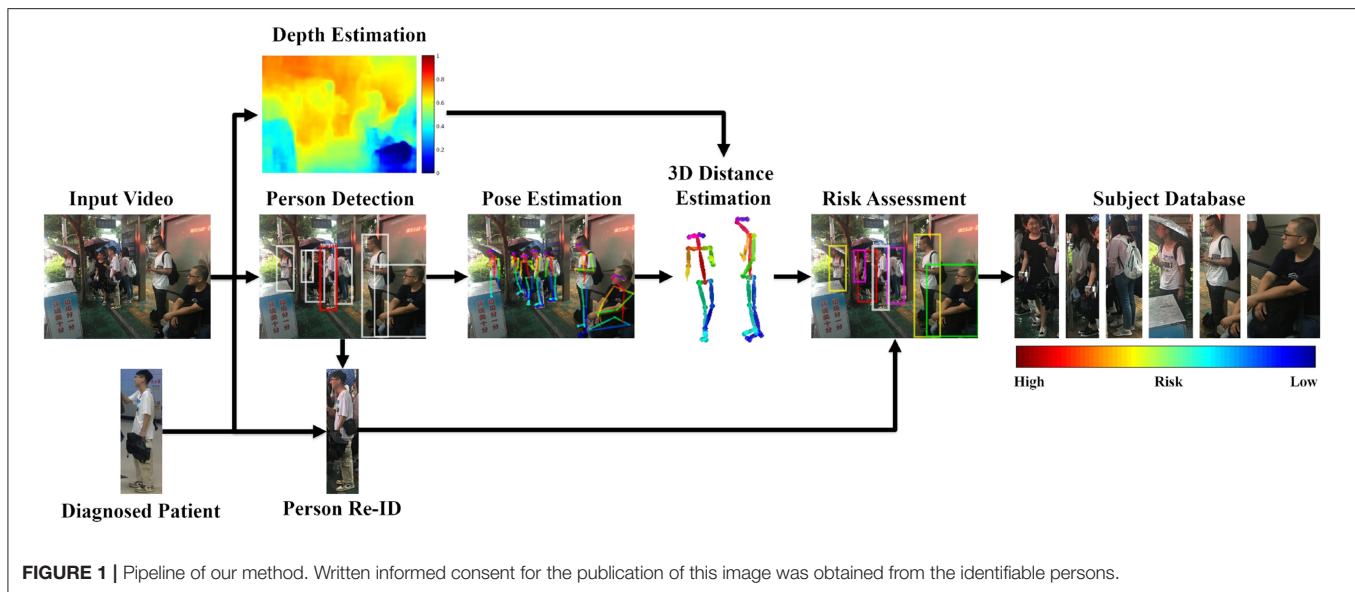 Depth Estimation
1
0.8
0.6
0.4
0.2
0
Input Video
Person Detection
Pose Estimation
3D Distance
Estimation
Risk Assessment
Subject Database
High
Risk
Low
Diagnosed Patient
Person Re-ID
FIGURE 1 | Pipeline of our method. Written informed consent for the publication of this image was obtained from the identifiable persons.